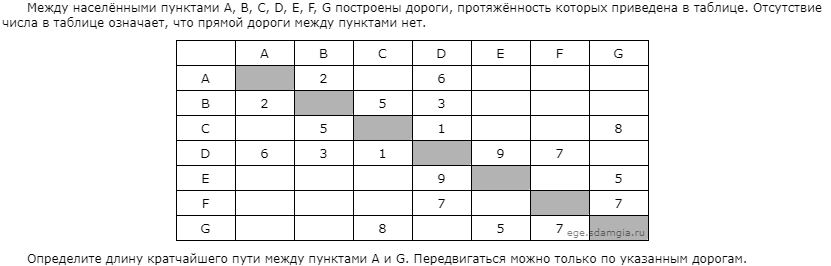 Между населёнными пунктами A, B, C, D, E, F, G построены дороги, протяжённость которых приведена в таблице. Отсутствие
числа в таблице означает, что прямой дороги между пунктами нет.
A B C D E F G
A 2 6
B 2 5 3
C 5 1 8
D 6 3 1 9 7
E 9 5
F 7 7
G 8 5 7 ege.sdamgia.ru
Определите длину кратчайшего пути между пунктами A и G. Передвигаться можно только по указанным дорогам.